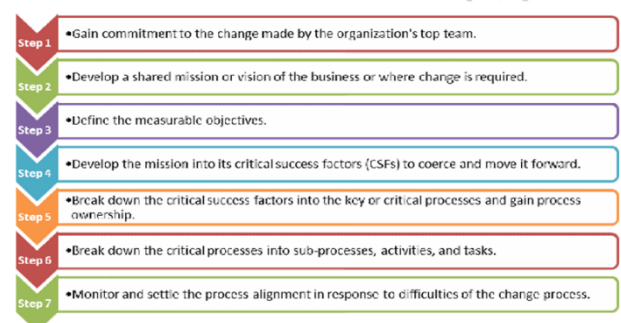 Step 1
•Gain commitment to the change made by the organization's top team.
Step 2
•Develop a shared mission or vision of the business or where change is required.
Step 3
•Define the measurable objectives.
Step 4
•Develop the mission into its critical success factors (CSFs) to coerce and move it forward.
Step 5
•Break down the critical success factors into the key or critical processes and gain process
ownership.
Step 6
•Break down the critical processes into sub-processes, activities, and tasks.
Step 7
•Monitor and settle the process alignment in response to difficulties of the change process.